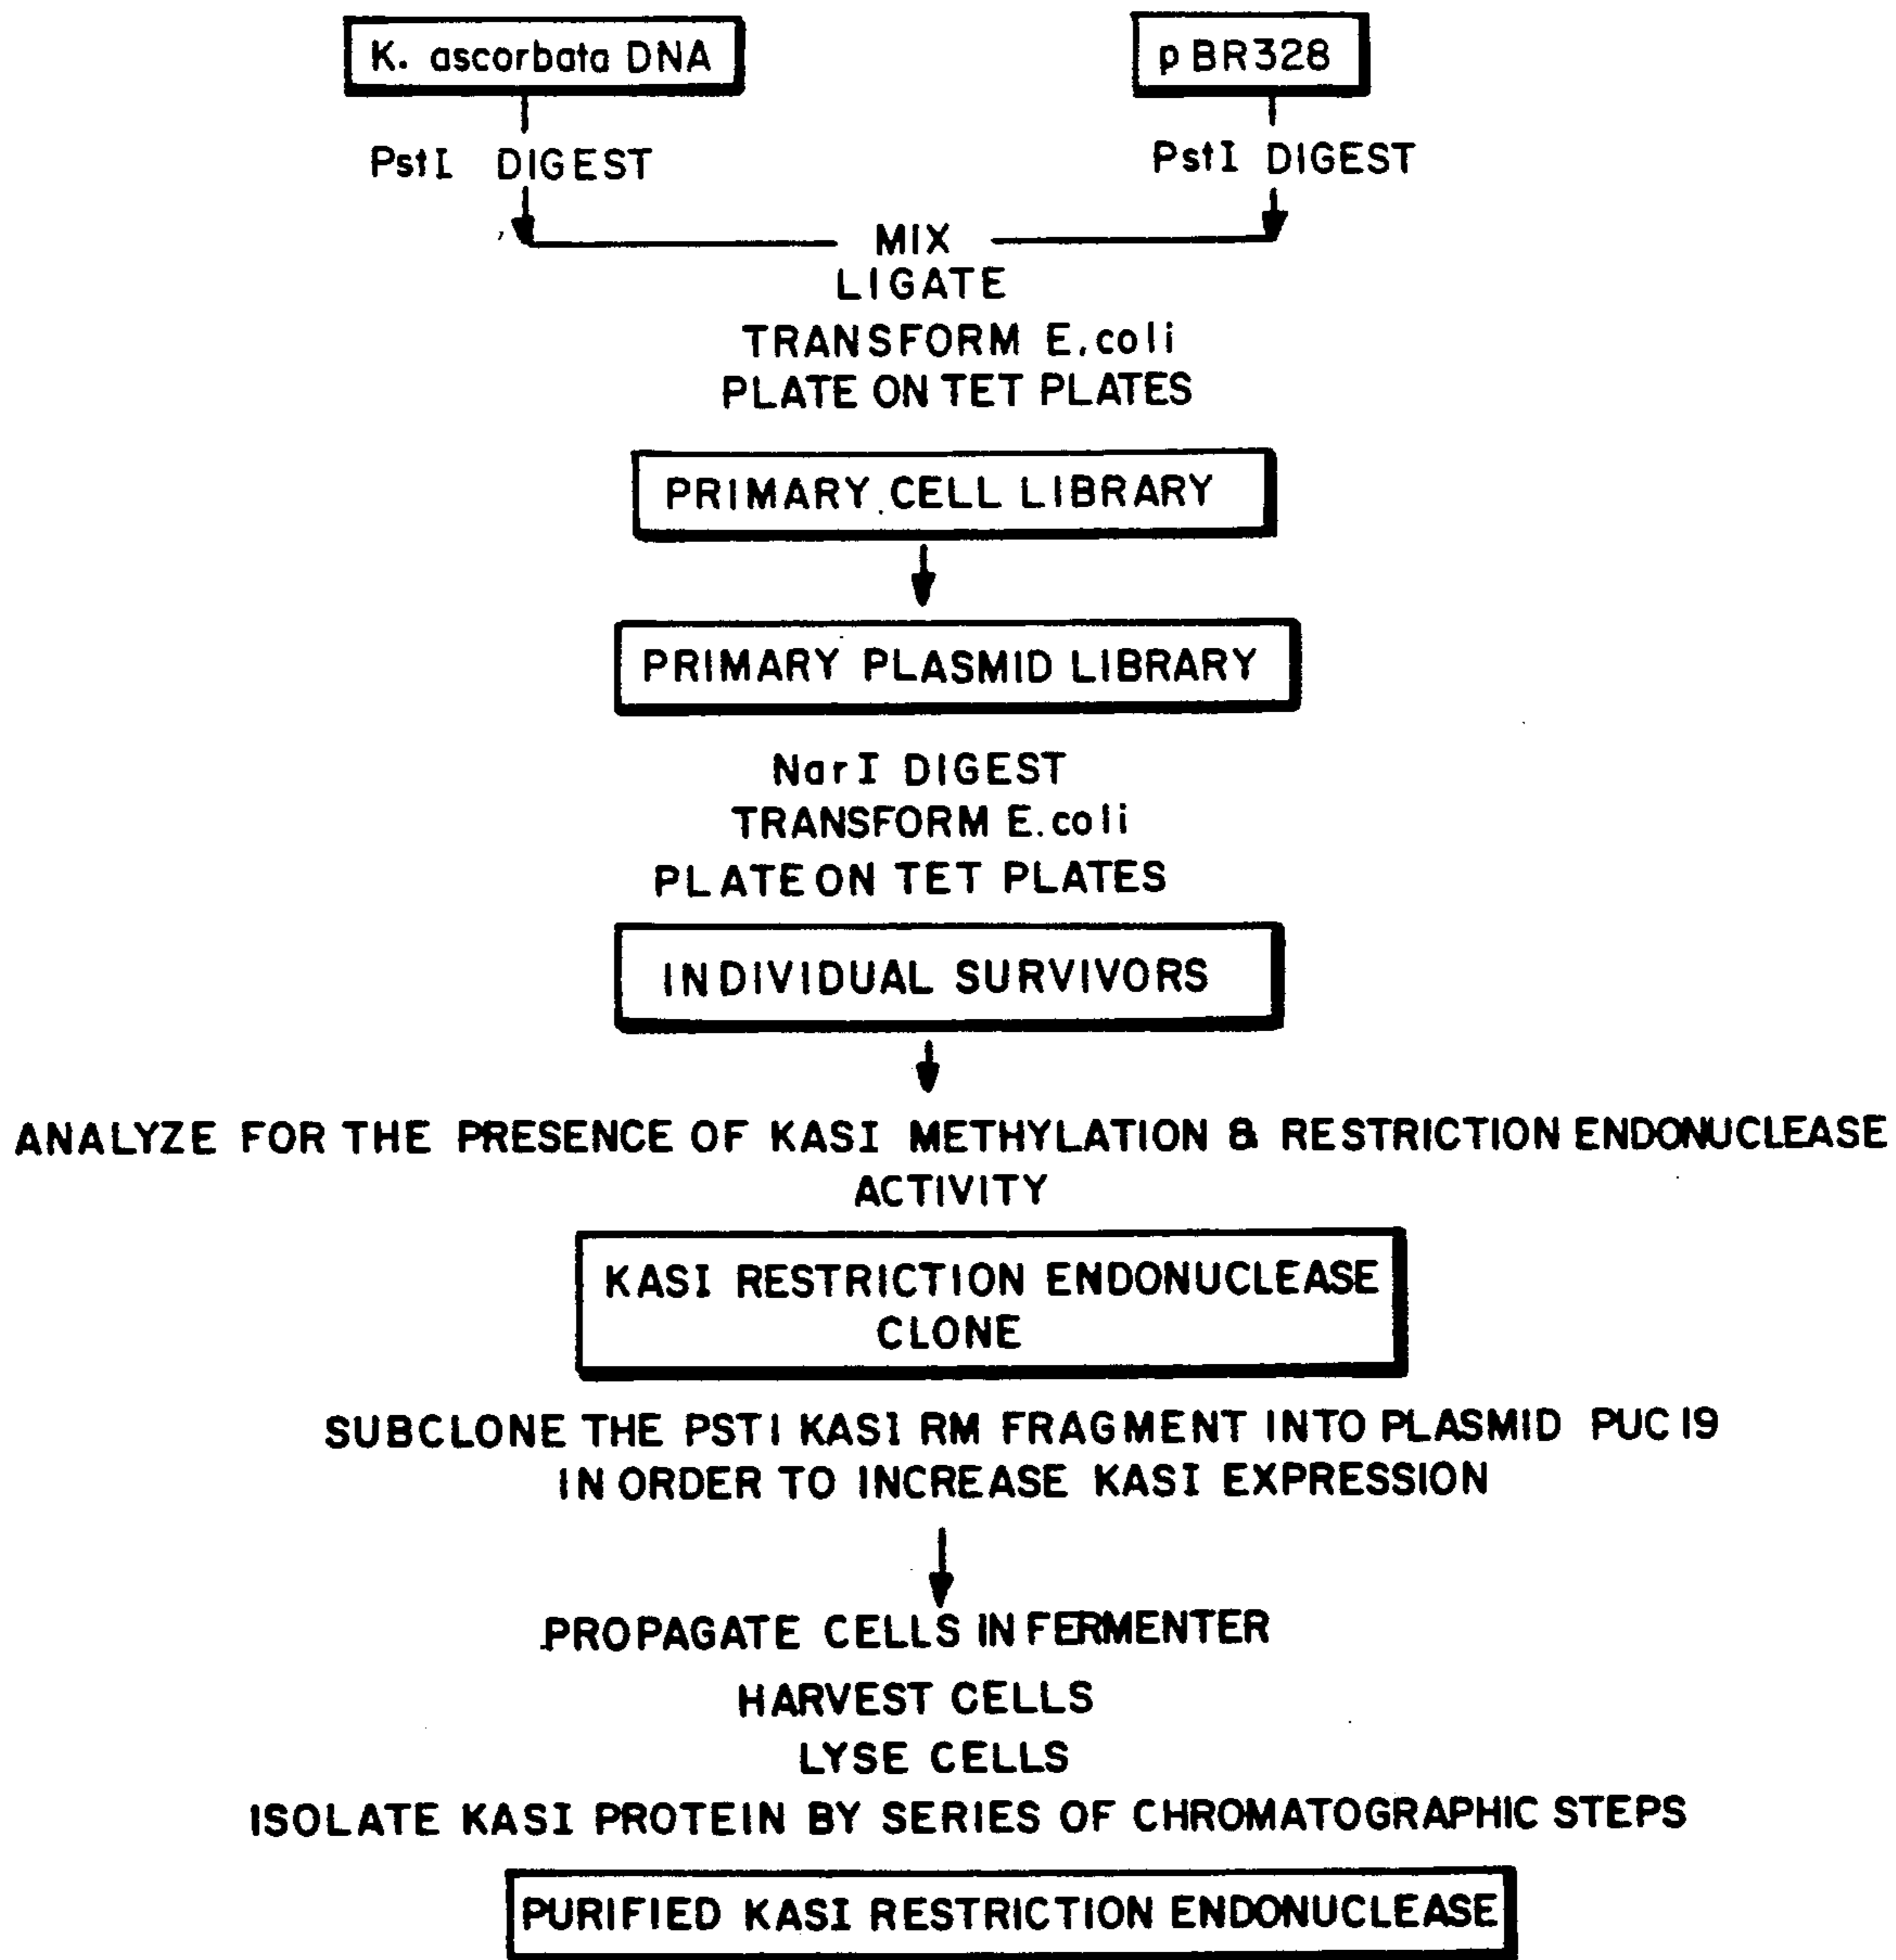 K. ascorbata DNA
pBR328
PstI DIGEST
PstI DIGEST
MIX
LIGATE
TRANSFORM E.coli
PLATE ON TET PLATES
PRIMARY CELL LIBRARY
PRIMARY PLASMID LIBRARY
NarI DIGEST
TRANSFORM E.coli
PLATE ON TET PLATES
INDIVIDUAL SURVIVORS
ANALYZE FOR THE PRESENCE OF KASI METHYLATION & RESTRICTION ENDONUCLEASE
ACTIVITY
KASI RESTRICTION ENDONUCLEASE
CLONE
SUBCLONE THE PSTI KASI RM FRAGMENT INTO PLASMID PUC19
IN ORDER TO INCREASE KASI EXPRESSION
PROPAGATE CELLS IN FERMENTER
HARVEST CELLS
LYSE CELLS
ISOLATE KASI PROTEIN BY SERIES OF CHROMATOGRAPHIC STEPS
PURIFIED KASI RESTRICTION ENDONUCLEASE